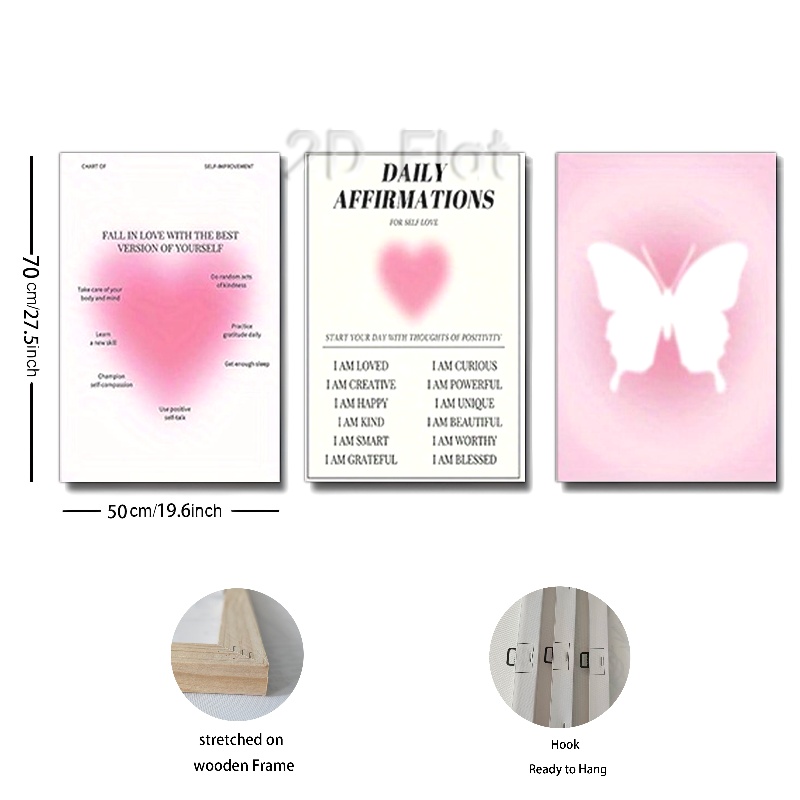 2D Flat
CHART OF
SELF-IMPROVEMENT
FALL IN LOVE WITH THE BEST
VERSION OF YOURSELF
Take care of your
body and mind
Do random acts
of kindness
Learn
a new skill
Practice
gratitude daily
Get enough sleep
Champion
self-compassion
Use positive
self-talk
DAILY
AFFIRMATIONS
FOR SELF LOVE
START YOUR DAY WITH THOUGHTS OF POSITIVITY
I AM LOVED
I AM CREATIVE
I AM HAPPY
I AM KIND
I AM SMART
I AM GRATEFUL
I AM CURIOUS
I AM POWERFUL
I AM UNIQUE
I AM BEAUTIFUL
I AM WORTHY
I AM BLESSED
70cm/27.5inch
50cm/19.6inch
stretched on
wooden Frame
Hook
Ready to Hang